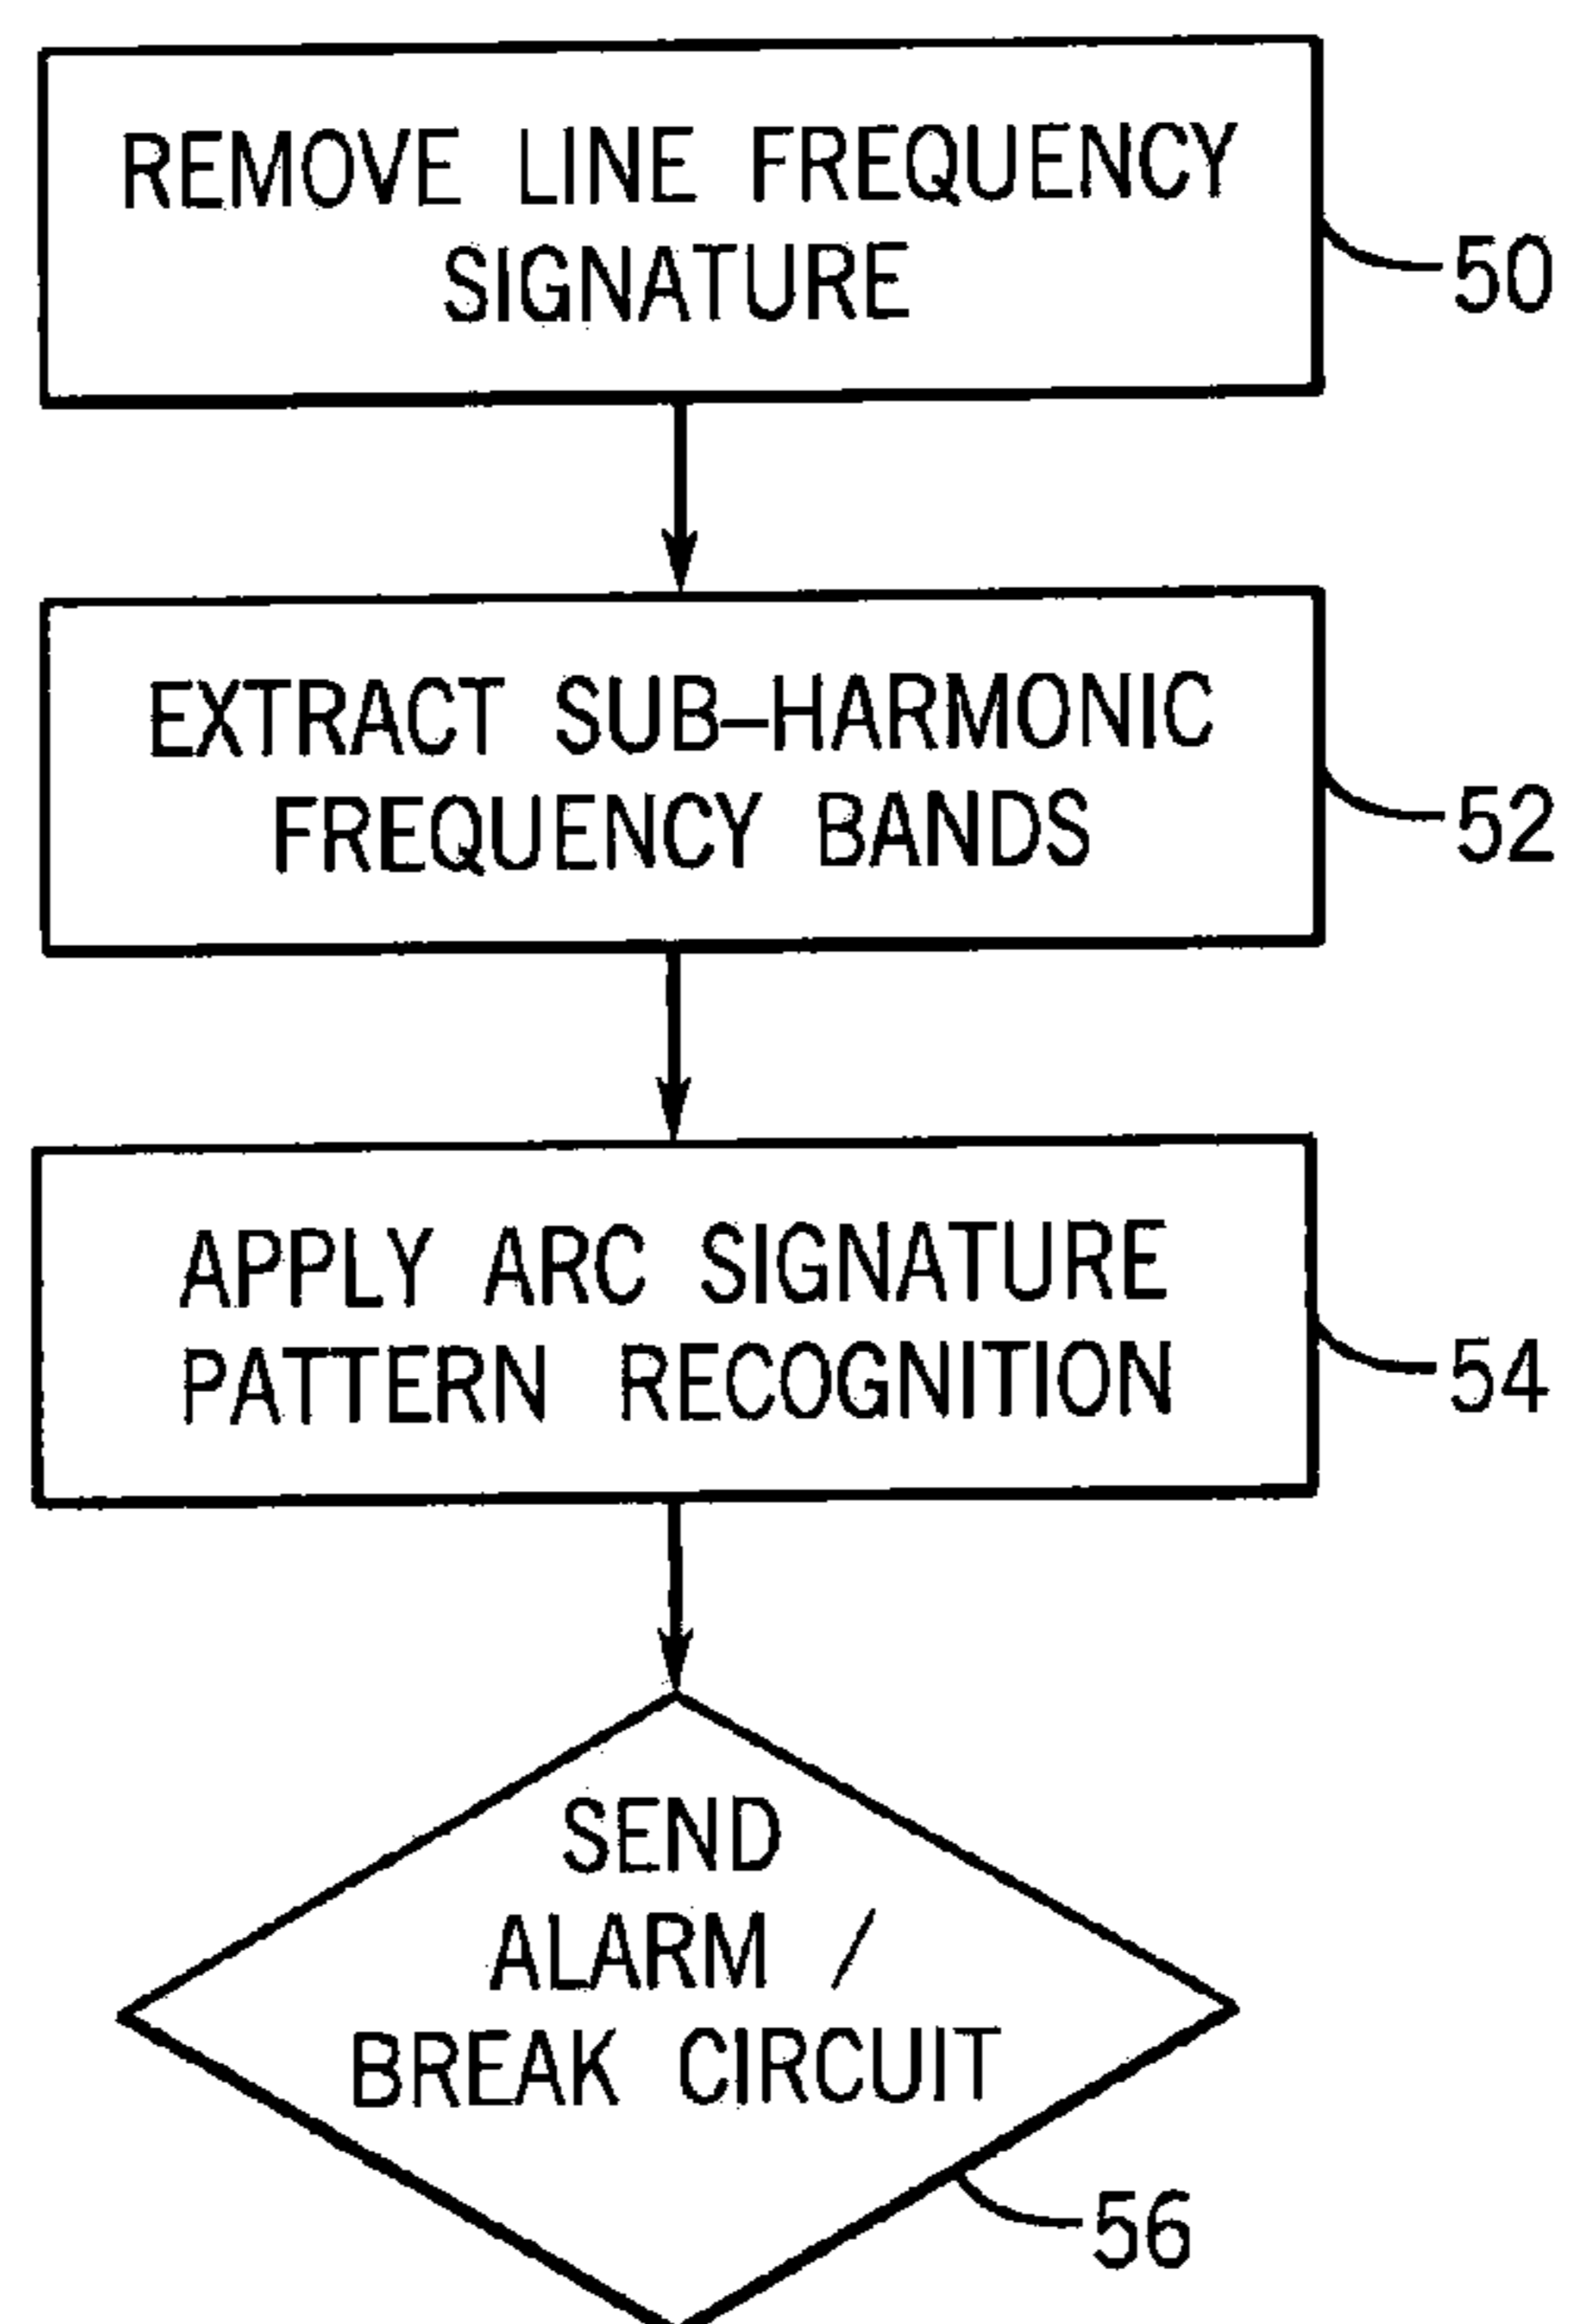 REMOVE LINE FREQUENCY
SIGNATURE
50
EXTRACT SUB-HARMONIC
FREQUENCY BANDS
52
APPLY ARC SIGNATURE
PATTERN RECOGNITION
54
SEND
ALARM /
BREAK CIRCUIT
56